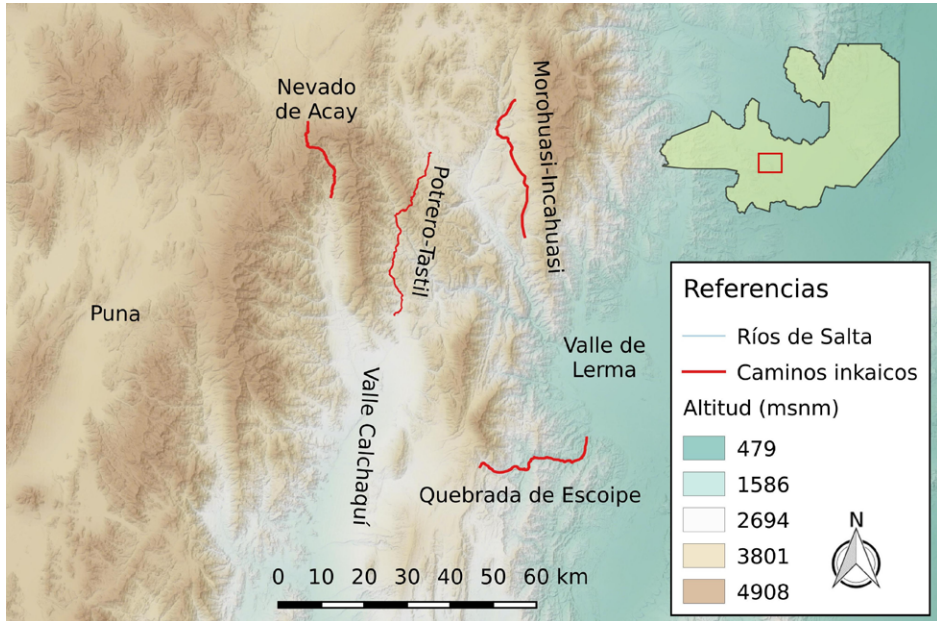 Nevado
de Acay
Morohuasi-Incahuasi
Potrero-Tastil
Puna
Valle de
Lerma
Valle Calchaquí
Quebrada de Escoipe
0 10 20 30 40 50 60 km
Referencias
Ríos de Salta
Caminos inkaicos
Altitud (msnm)
479
1586
2694
3801
4908
N